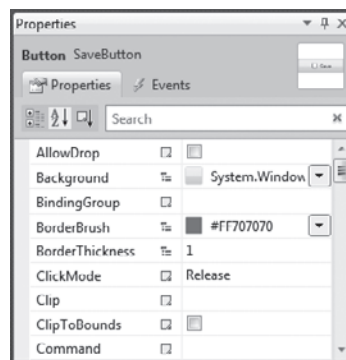 Properties
Button SaveButton
Properties Events
Search
AllowDrop
Background System.Window
BindingGroup
BorderBrush #FF707070
BorderThickness 1
ClickMode Release
Clip
ClipToBounds
Command